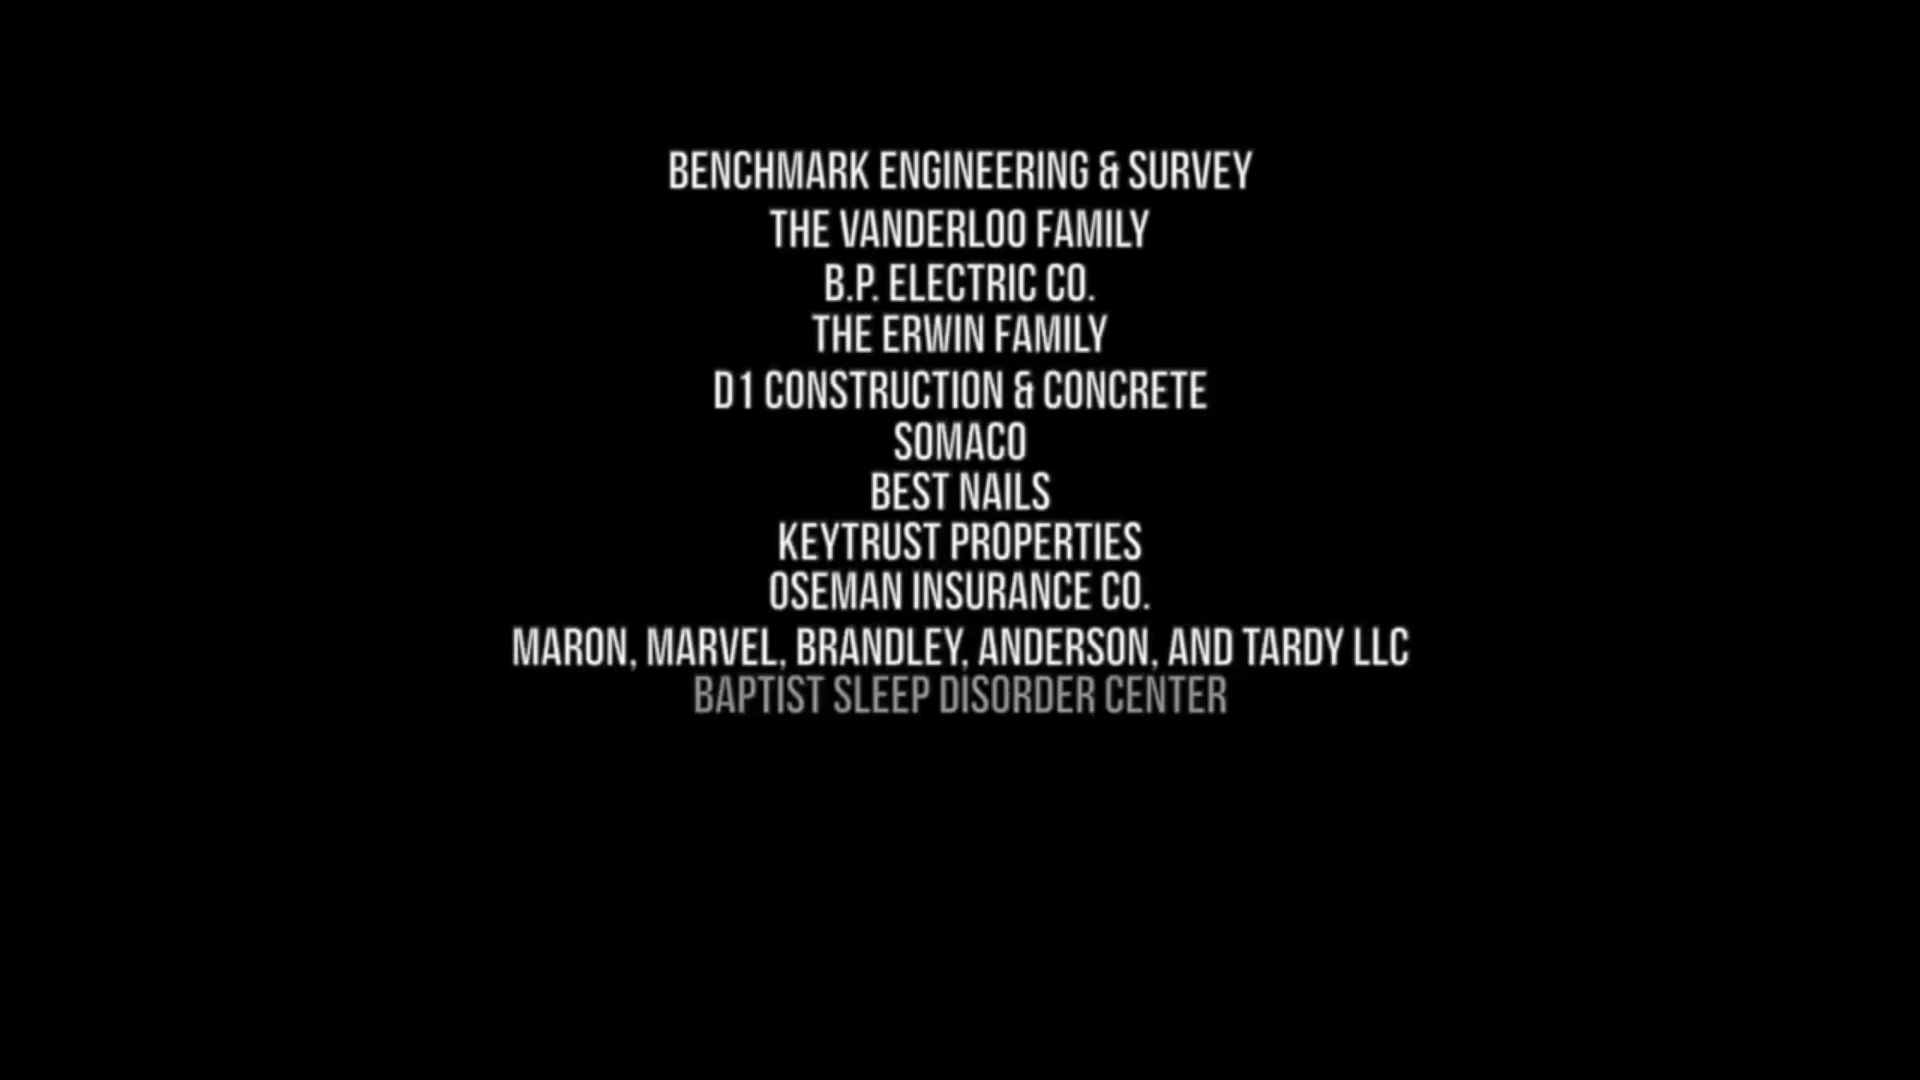 BENCHMARK ENGINEERING & SURVEY
THE VANDERLOO FAMILY
B.P. ELECTRIC CO.
THE ERWIN FAMILY
D1 CONSTRUCTION & CONCRETE
SOMACO
BEST NAILS
KEYTRUST PROPERTIES
OSEMAN INSURANCE CO.
MARON, MARVEL, BRANDLEY, ANDERSON, AND TARDY LLC
BAPTIST SLEEP DISORDER CENTER